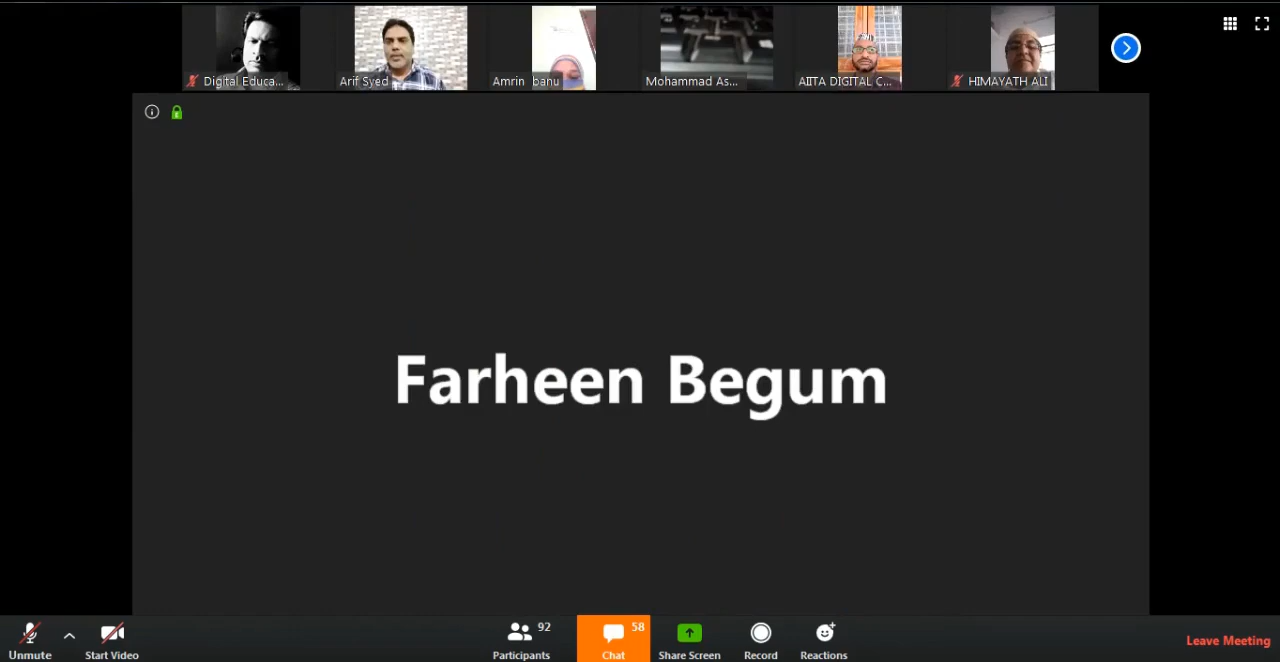 Digital Educa...
Arif Syed
Amrin banu
Mohammad As...
AIITA DIGITAL C...
HIMAYATH ALI
Farheen Begum
Unmute
Start Video
92
Participants
58
Chat
Share Screen
Record
Reactions
Leave Meeting